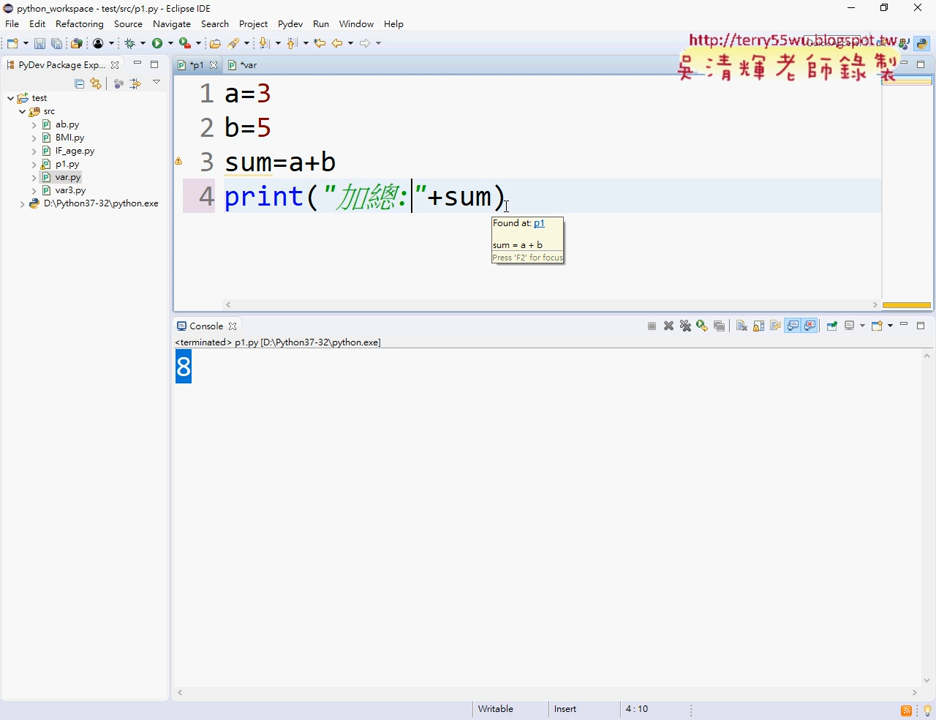 python_workspace - test/src/p1.py - Eclipse IDE
File Edit Refactoring Source Navigate Search Project Pydev Run Window Help
http://terry55wu.blogspot.tw
吳清輝老師錄製
PyDev Package Exp...
*p1
*var
test
src
ab.py
BMI.py
IF_age.py
p1.py
var.py
var3.py
D:\Python37-32\python.exe
1 a=3
2 b=5
3 sum=a+b
4 print("加總:"+sum)
Found at: p1
sum = a + b
Press 'F2' for focus
Console
<terminated> p1.py [D:\Python37-32\python.exe]
8
Writable Insert 4 : 10